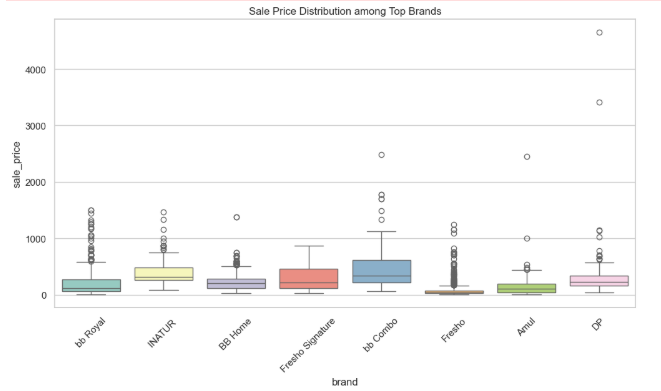 Sale Price Distribution among Top Brands
sale_price
4000
3000
2000
1000
0
bb Royal
INATUR
BB Home
Fresho Signature
bb Combo
Fresho
Amul
DP
brand